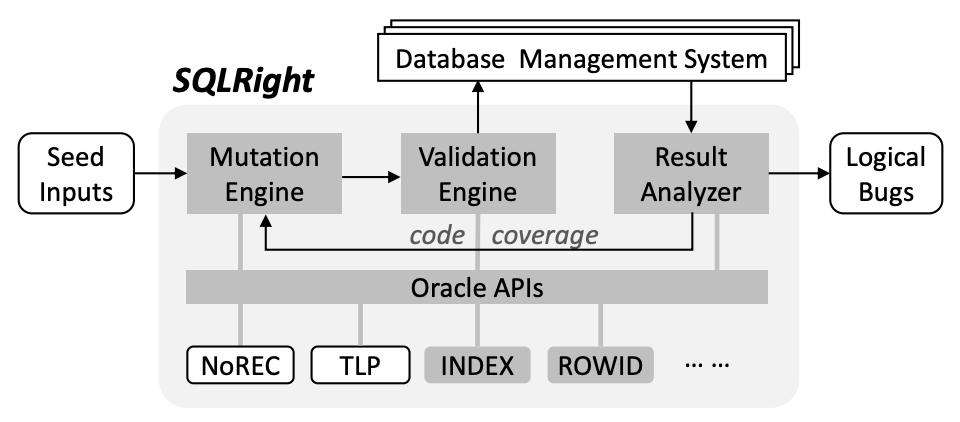 Database Management System
SQLRight
Seed
Inputs
Mutation
Engine
Validation
Engine
Result
Analyzer
Logical
Bugs
code coverage
Oracle APIs
NoREC
TLP
INDEX
ROWID
... ...